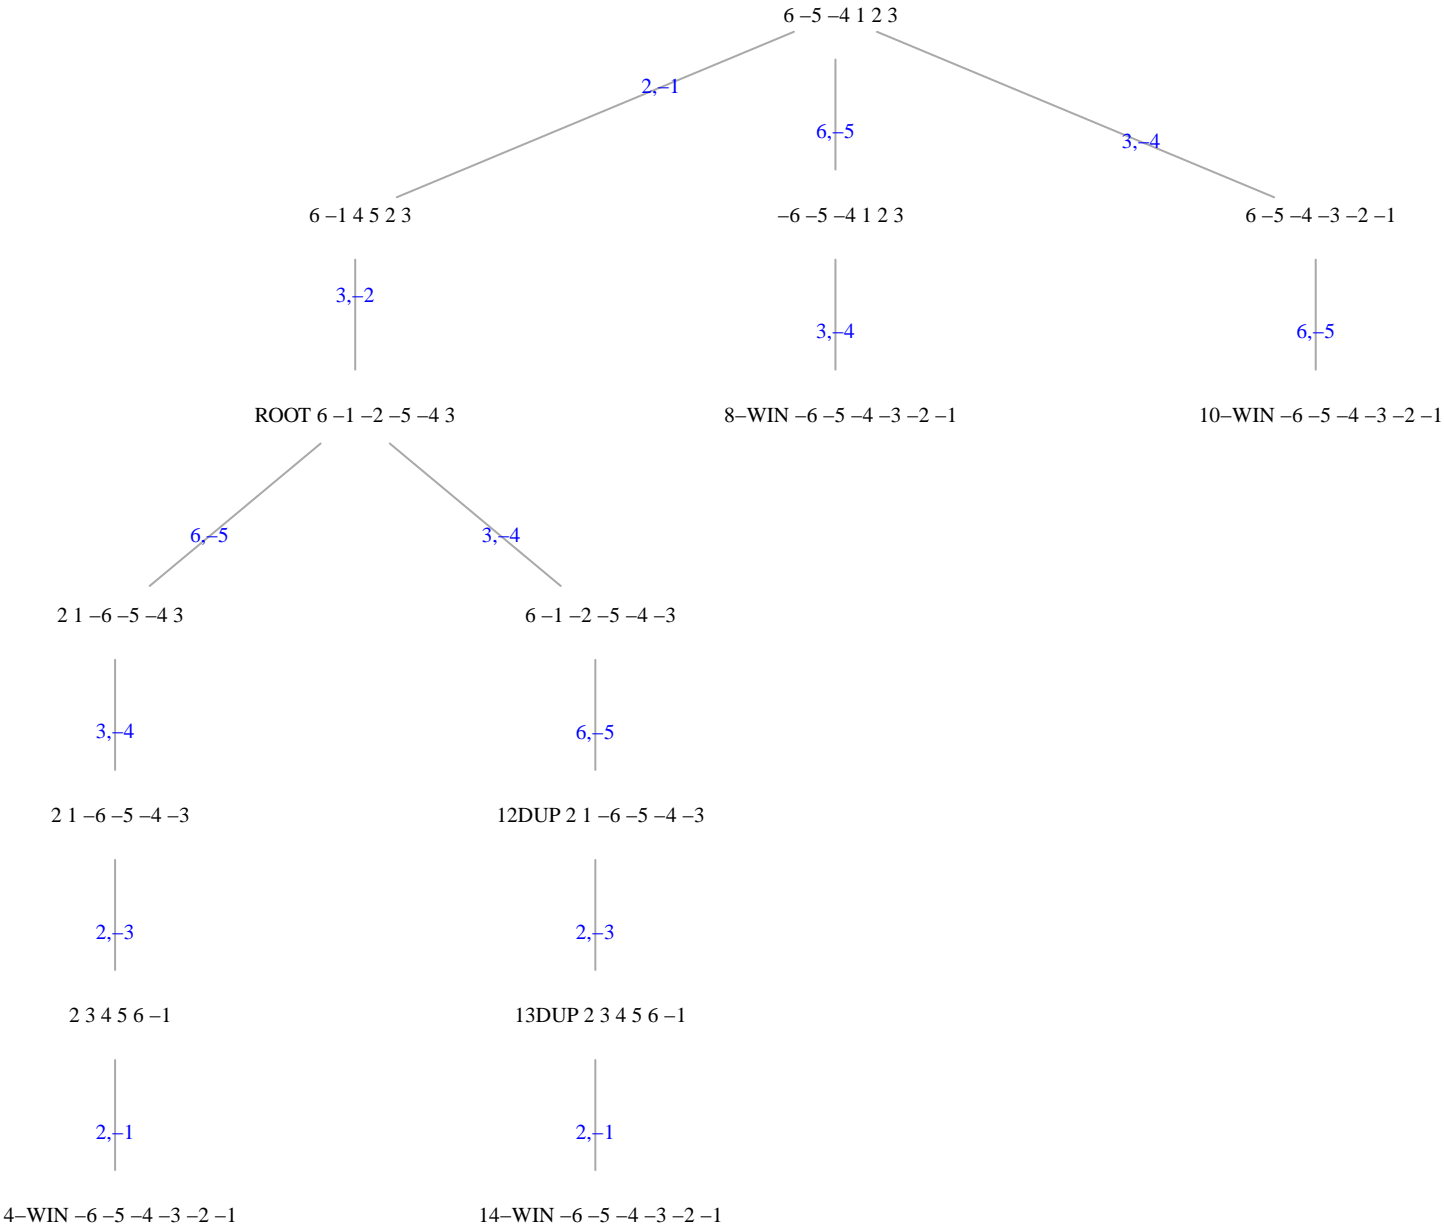 6 –5 –4 1 2 3
2,–1
6,–5
3,–4
6 –1 4 5 2 3
–6 –5 –4 1 2 3
6 –5 –4 –3 –2 –1
3,–2
3,–4
6,–5
ROOT 6 –1 –2 –5 –4 3
8–WIN –6 –5 –4 –3 –2 –1
10–WIN –6 –5 –4 –3 –2 –1
6,–5
3,–4
2 1 –6 –5 –4 3
6 –1 –2 –5 –4 –3
3,–4
6,–5
2 1 –6 –5 –4 –3
12DUP 2 1 –6 –5 –4 –3
2,–3
2,–3
2 3 4 5 6 –1
13DUP 2 3 4 5 6 –1
2,–1
2,–1
4–WIN –6 –5 –4 –3 –2 –1
14–WIN –6 –5 –4 –3 –2 –1